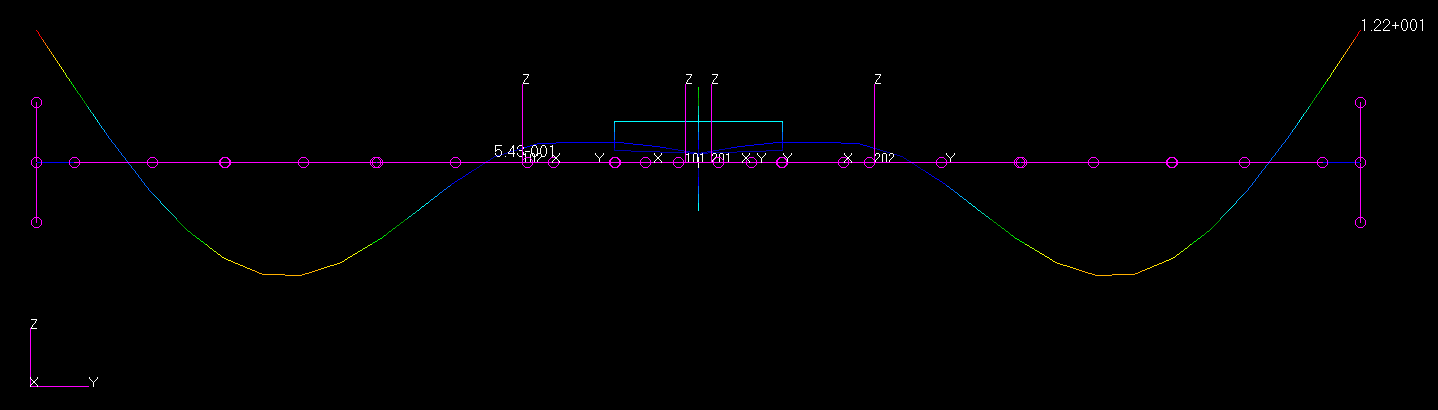 1.22+001
Z
Z Z
Z
5.43-001
102 X Y X 101 201 X Y Y X 202 Y
Z
X Y